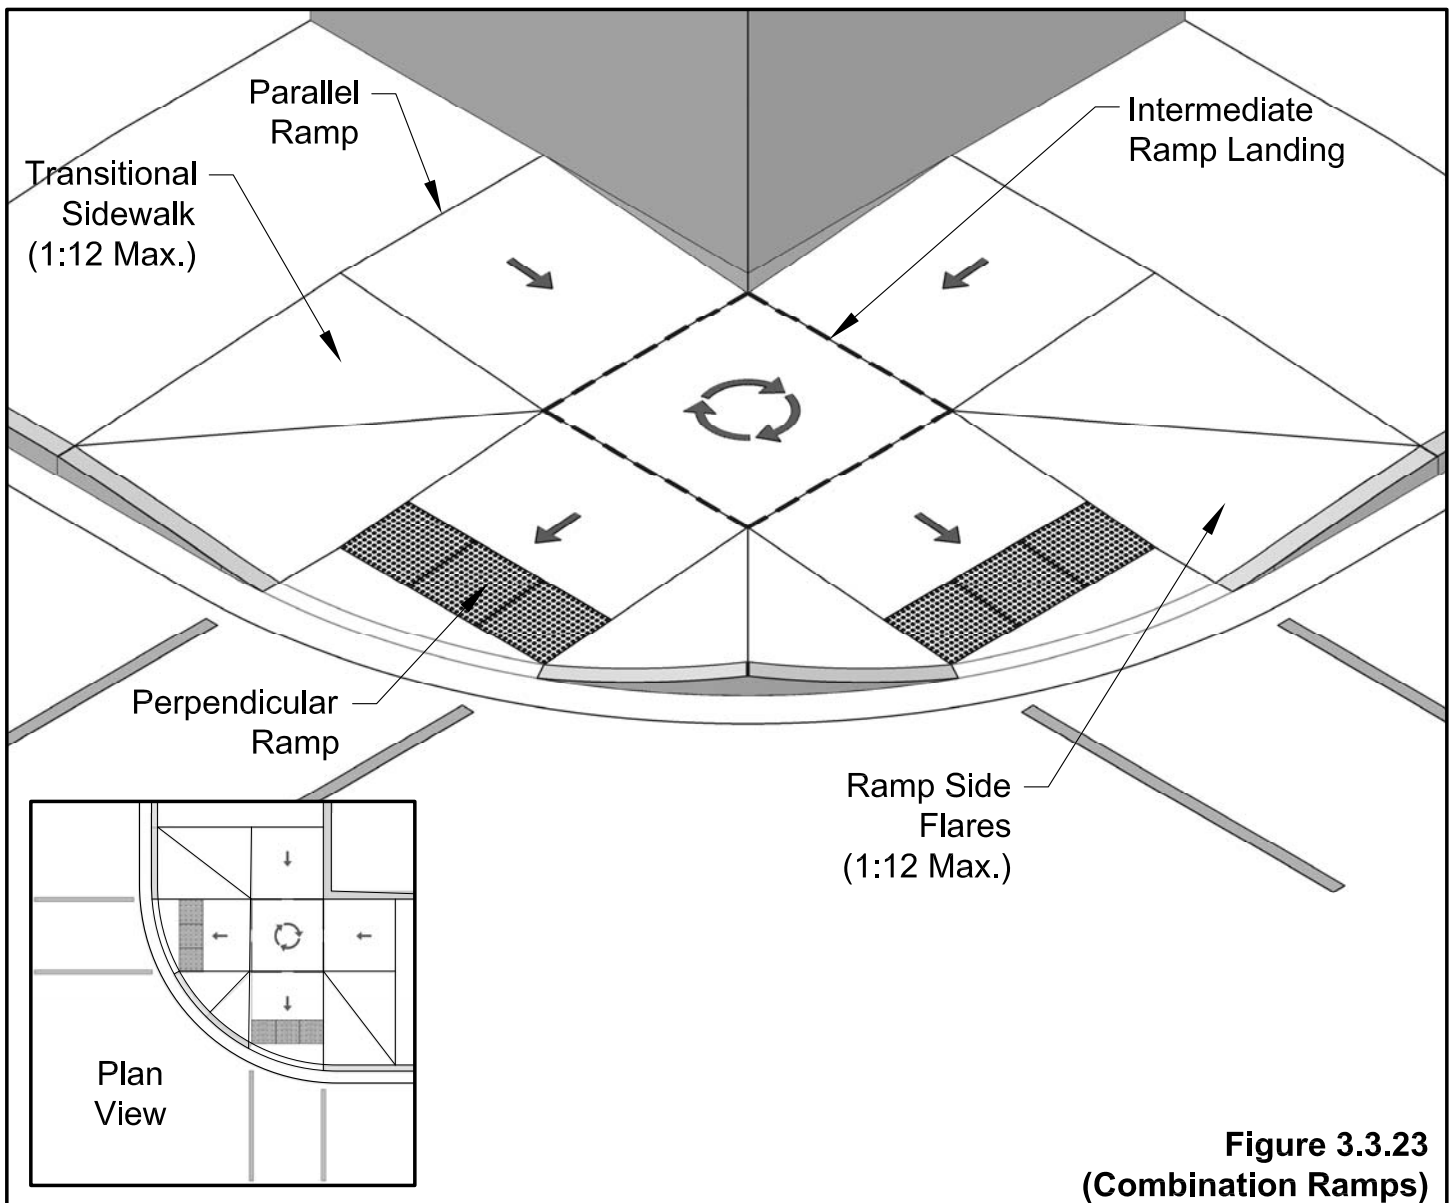 Parallel
Ramp
Intermediate
Ramp Landing
Transitional
Sidewalk
(1:12 Max.)
Perpendicular
Ramp
Ramp Side
Flares
(1:12 Max.)
Plan
View
Figure 3.3.23
(Combination Ramps)